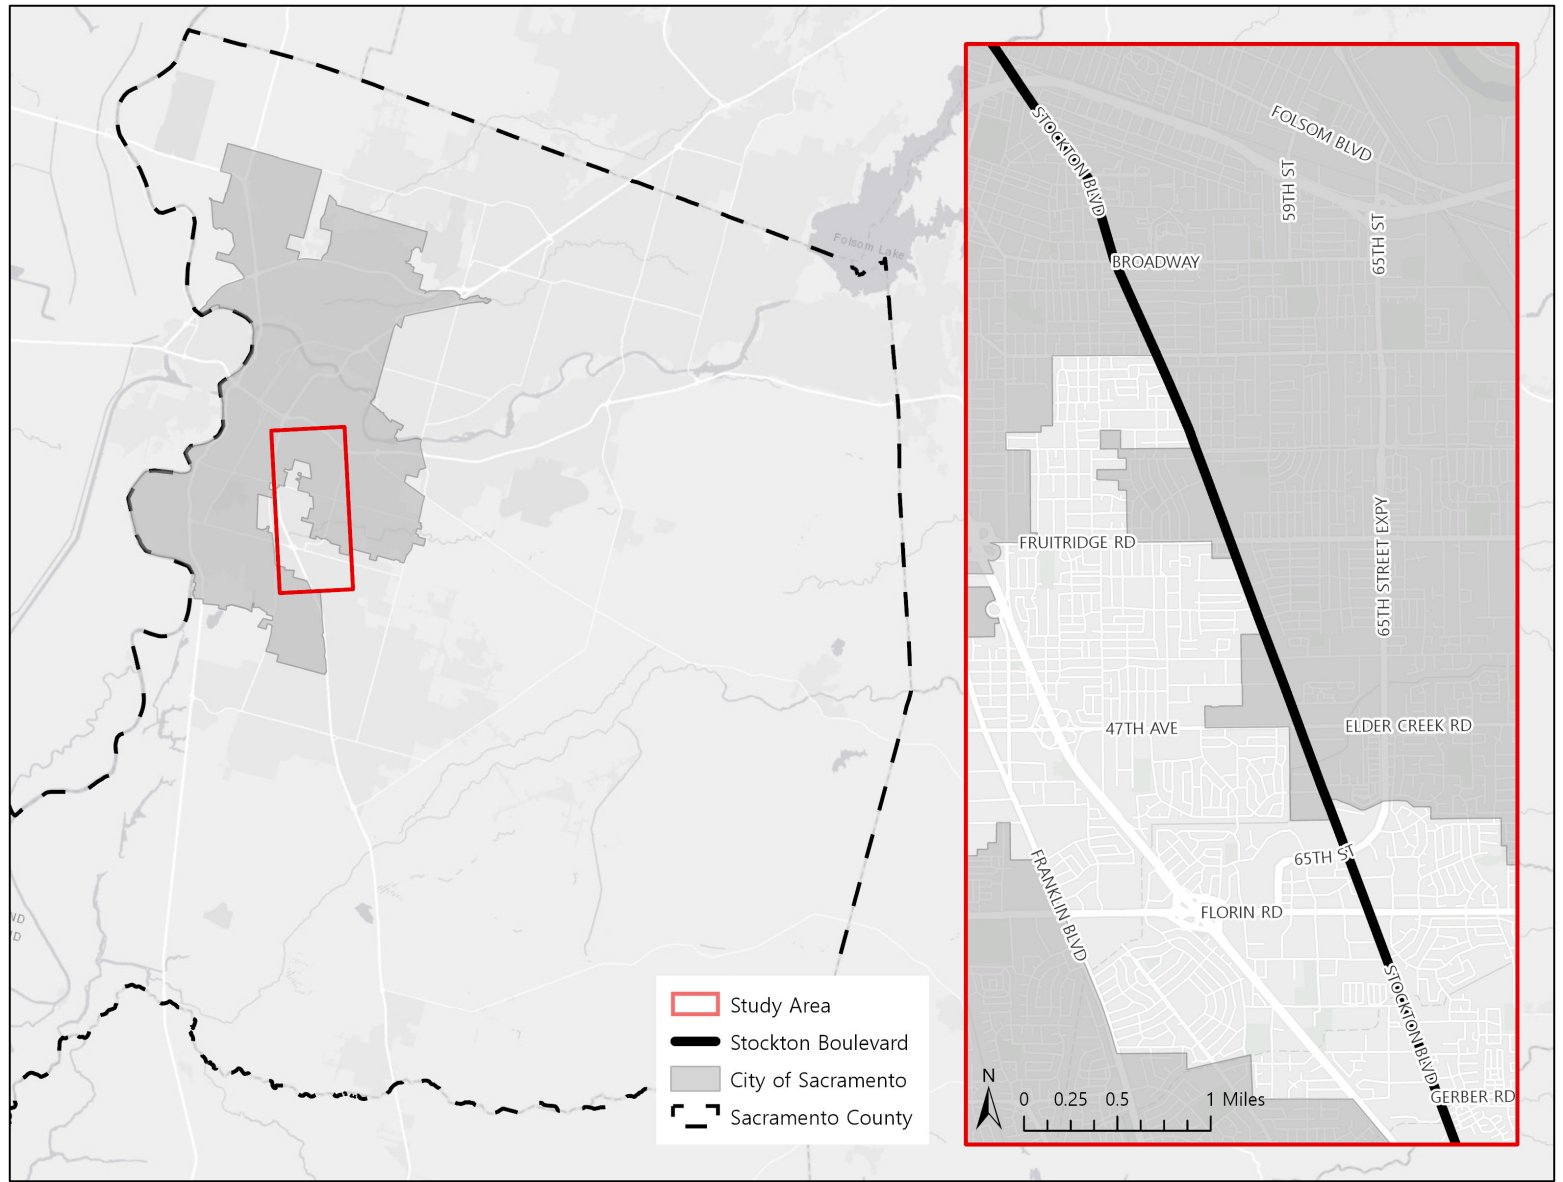 Folsom Lake
ND
D
Study Area
Stockton Boulevard
City of Sacramento
Sacramento County
STOCKTON BLVD
FOLSOM BLVD
59TH ST
65TH ST
BROADWAY
65TH STREET EXPY
FRUITRIDGE RD
47TH AVE
ELDER CREEK RD
65TH ST
FRANKLIN BLVD
FLORIN RD
STOCKTON BLVD
GERBER RD
N
0 0.25 0.5 1 Miles